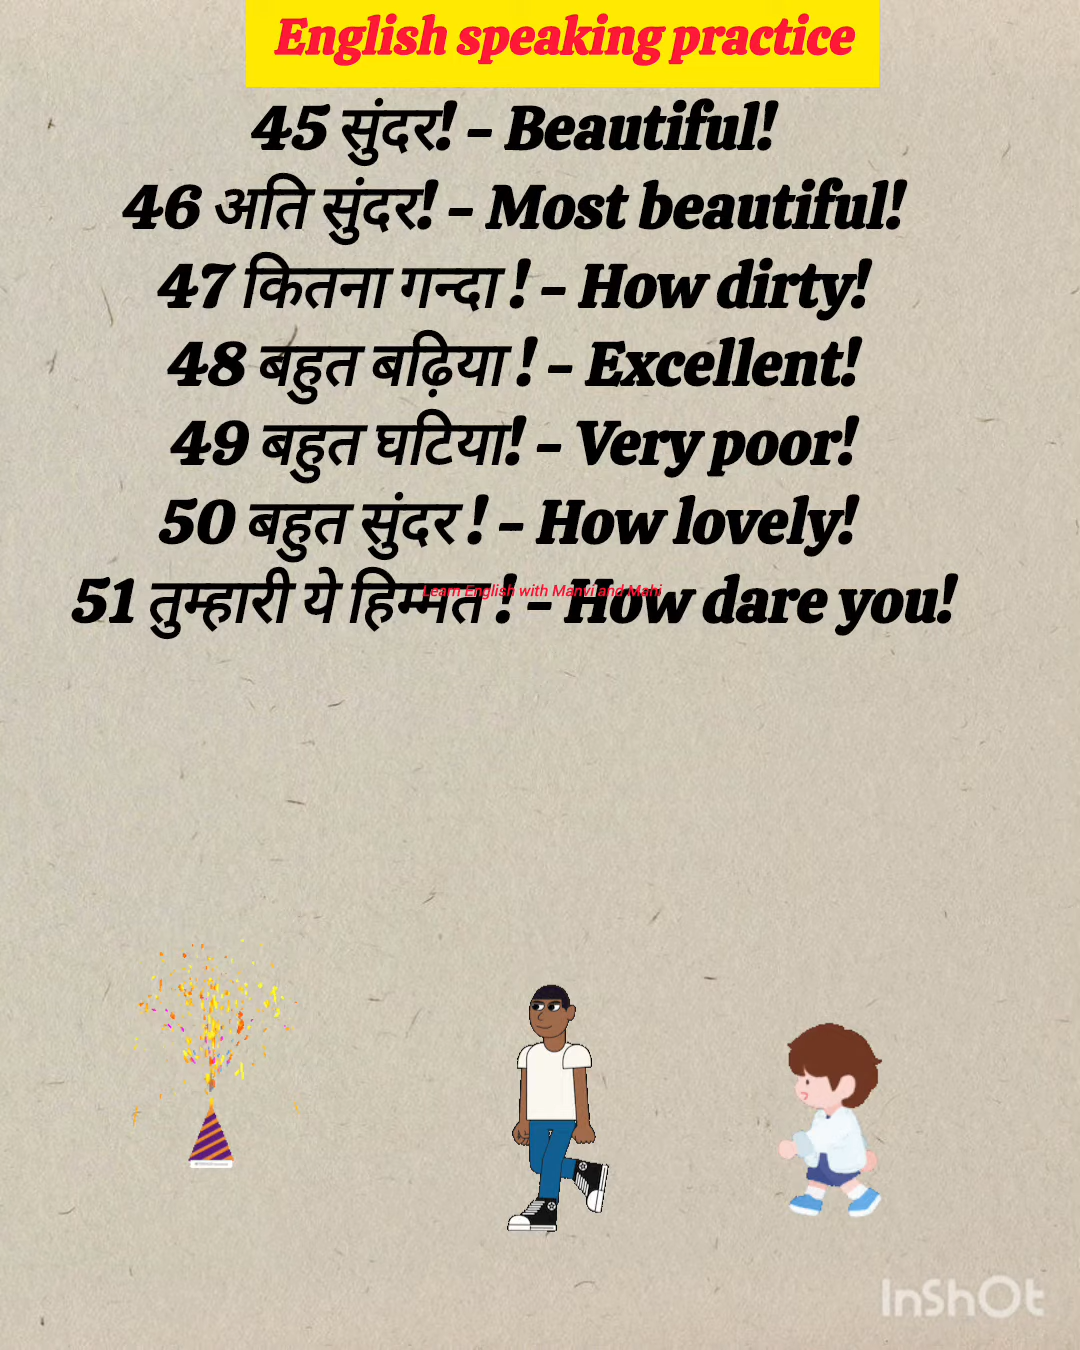 English speaking practice
45 सुंदर! - Beautiful!
46 अति सुंदर! - Most beautiful!
47 कितना गन्दा ! - How dirty!
48 बहुत बढ़िया ! - Excellent!
49 बहुत घटिया! - Very poor!
50 बहुत सुंदर ! - How lovely!
51 तुम्हारी ये हिम्मत ! - How dare you!
Learn English with Manvi and Mahi
InShOt